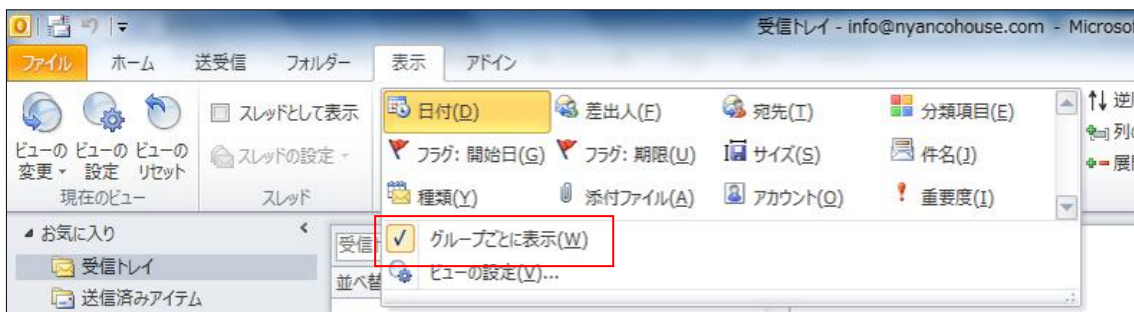 受信トレイ - info@nyancohouse.com - Microsof
ファイル ホーム 送受信 フォルダー 表示 アドイン
日付(D) 差出人(F) 宛先(T) 分類項目(E) 逆
スレッドとして表示
フラグ: 開始日(G) フラグ: 期限(U) サイズ(S) 件名(J) 列の
ビューの変更 ビューの設定 ビューのリセット スレッドの設定
種類(Y) 添付ファイル(A) アカウント(O) 重要度(I) 展
現在のビュー スレッド
お気に入り 受信 グループごとに表示(W)
受信トレイ 並べ替 ビューの設定(V)...
送信済みアイテム